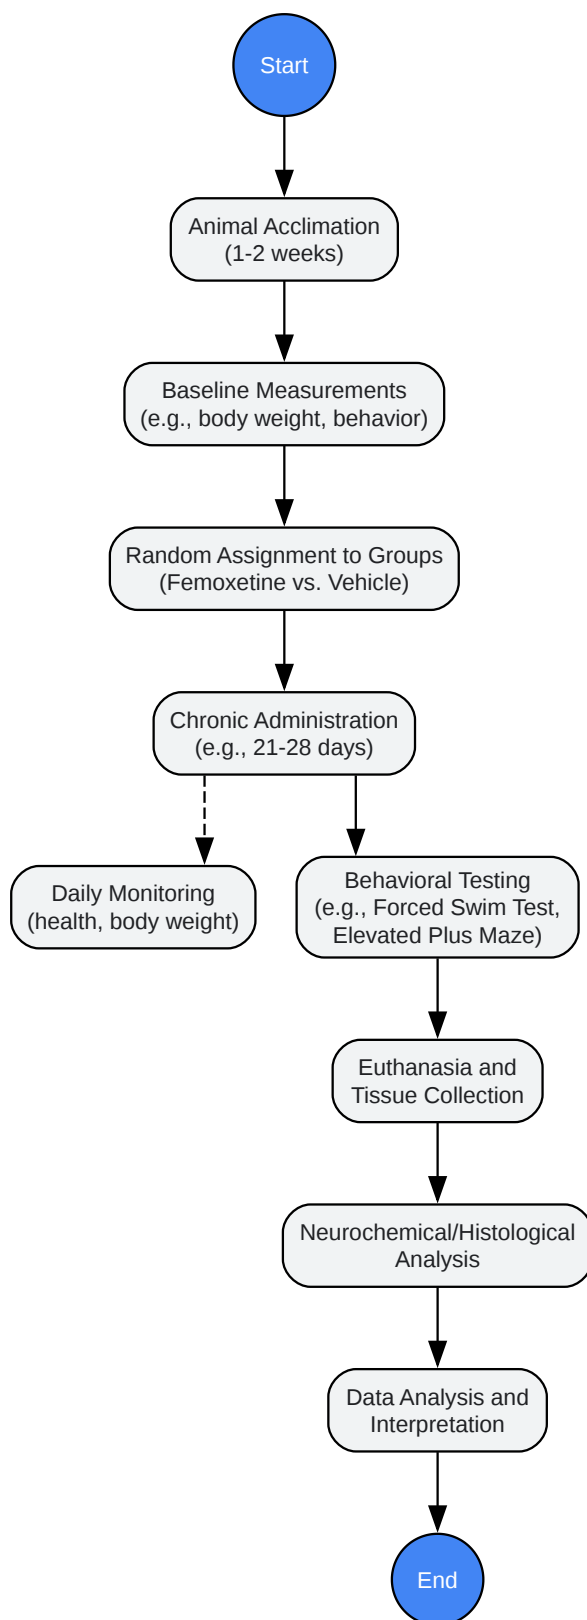 Start
Animal Acclimation
(1-2 weeks)
Baseline Measurements
(e.g., body weight, behavior)
Random Assignment to Groups
(Femoxetine vs. Vehicle)
Chronic Administration
(e.g., 21-28 days)
Daily Monitoring
(health, body weight)
Behavioral Testing
(e.g., Forced Swim Test,
Elevated Plus Maze)
Euthanasia and
Tissue Collection
Neurochemical/Histological
Analysis
Data Analysis and
Interpretation
End